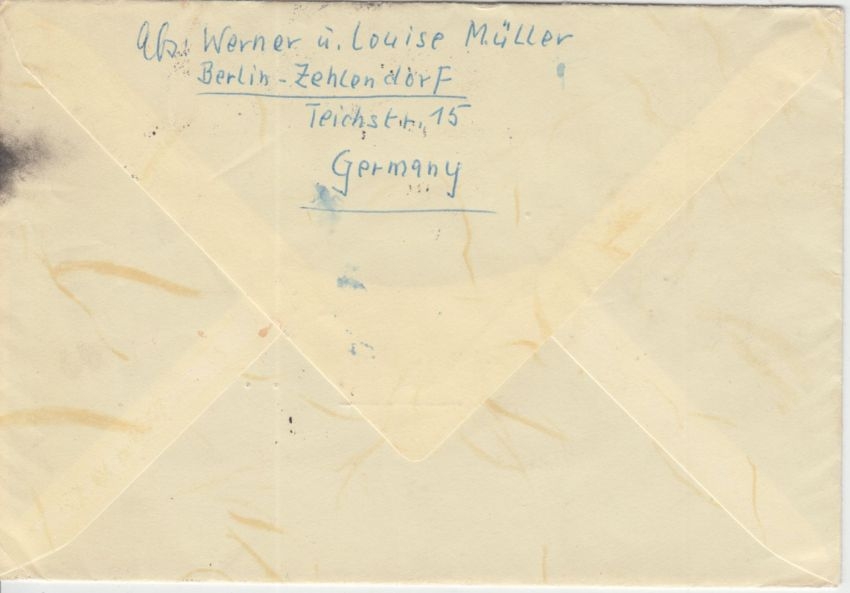 Abs. Werner u. Louise Müller
Berlin-Zehlendorf
Teichstr. 15
Germany